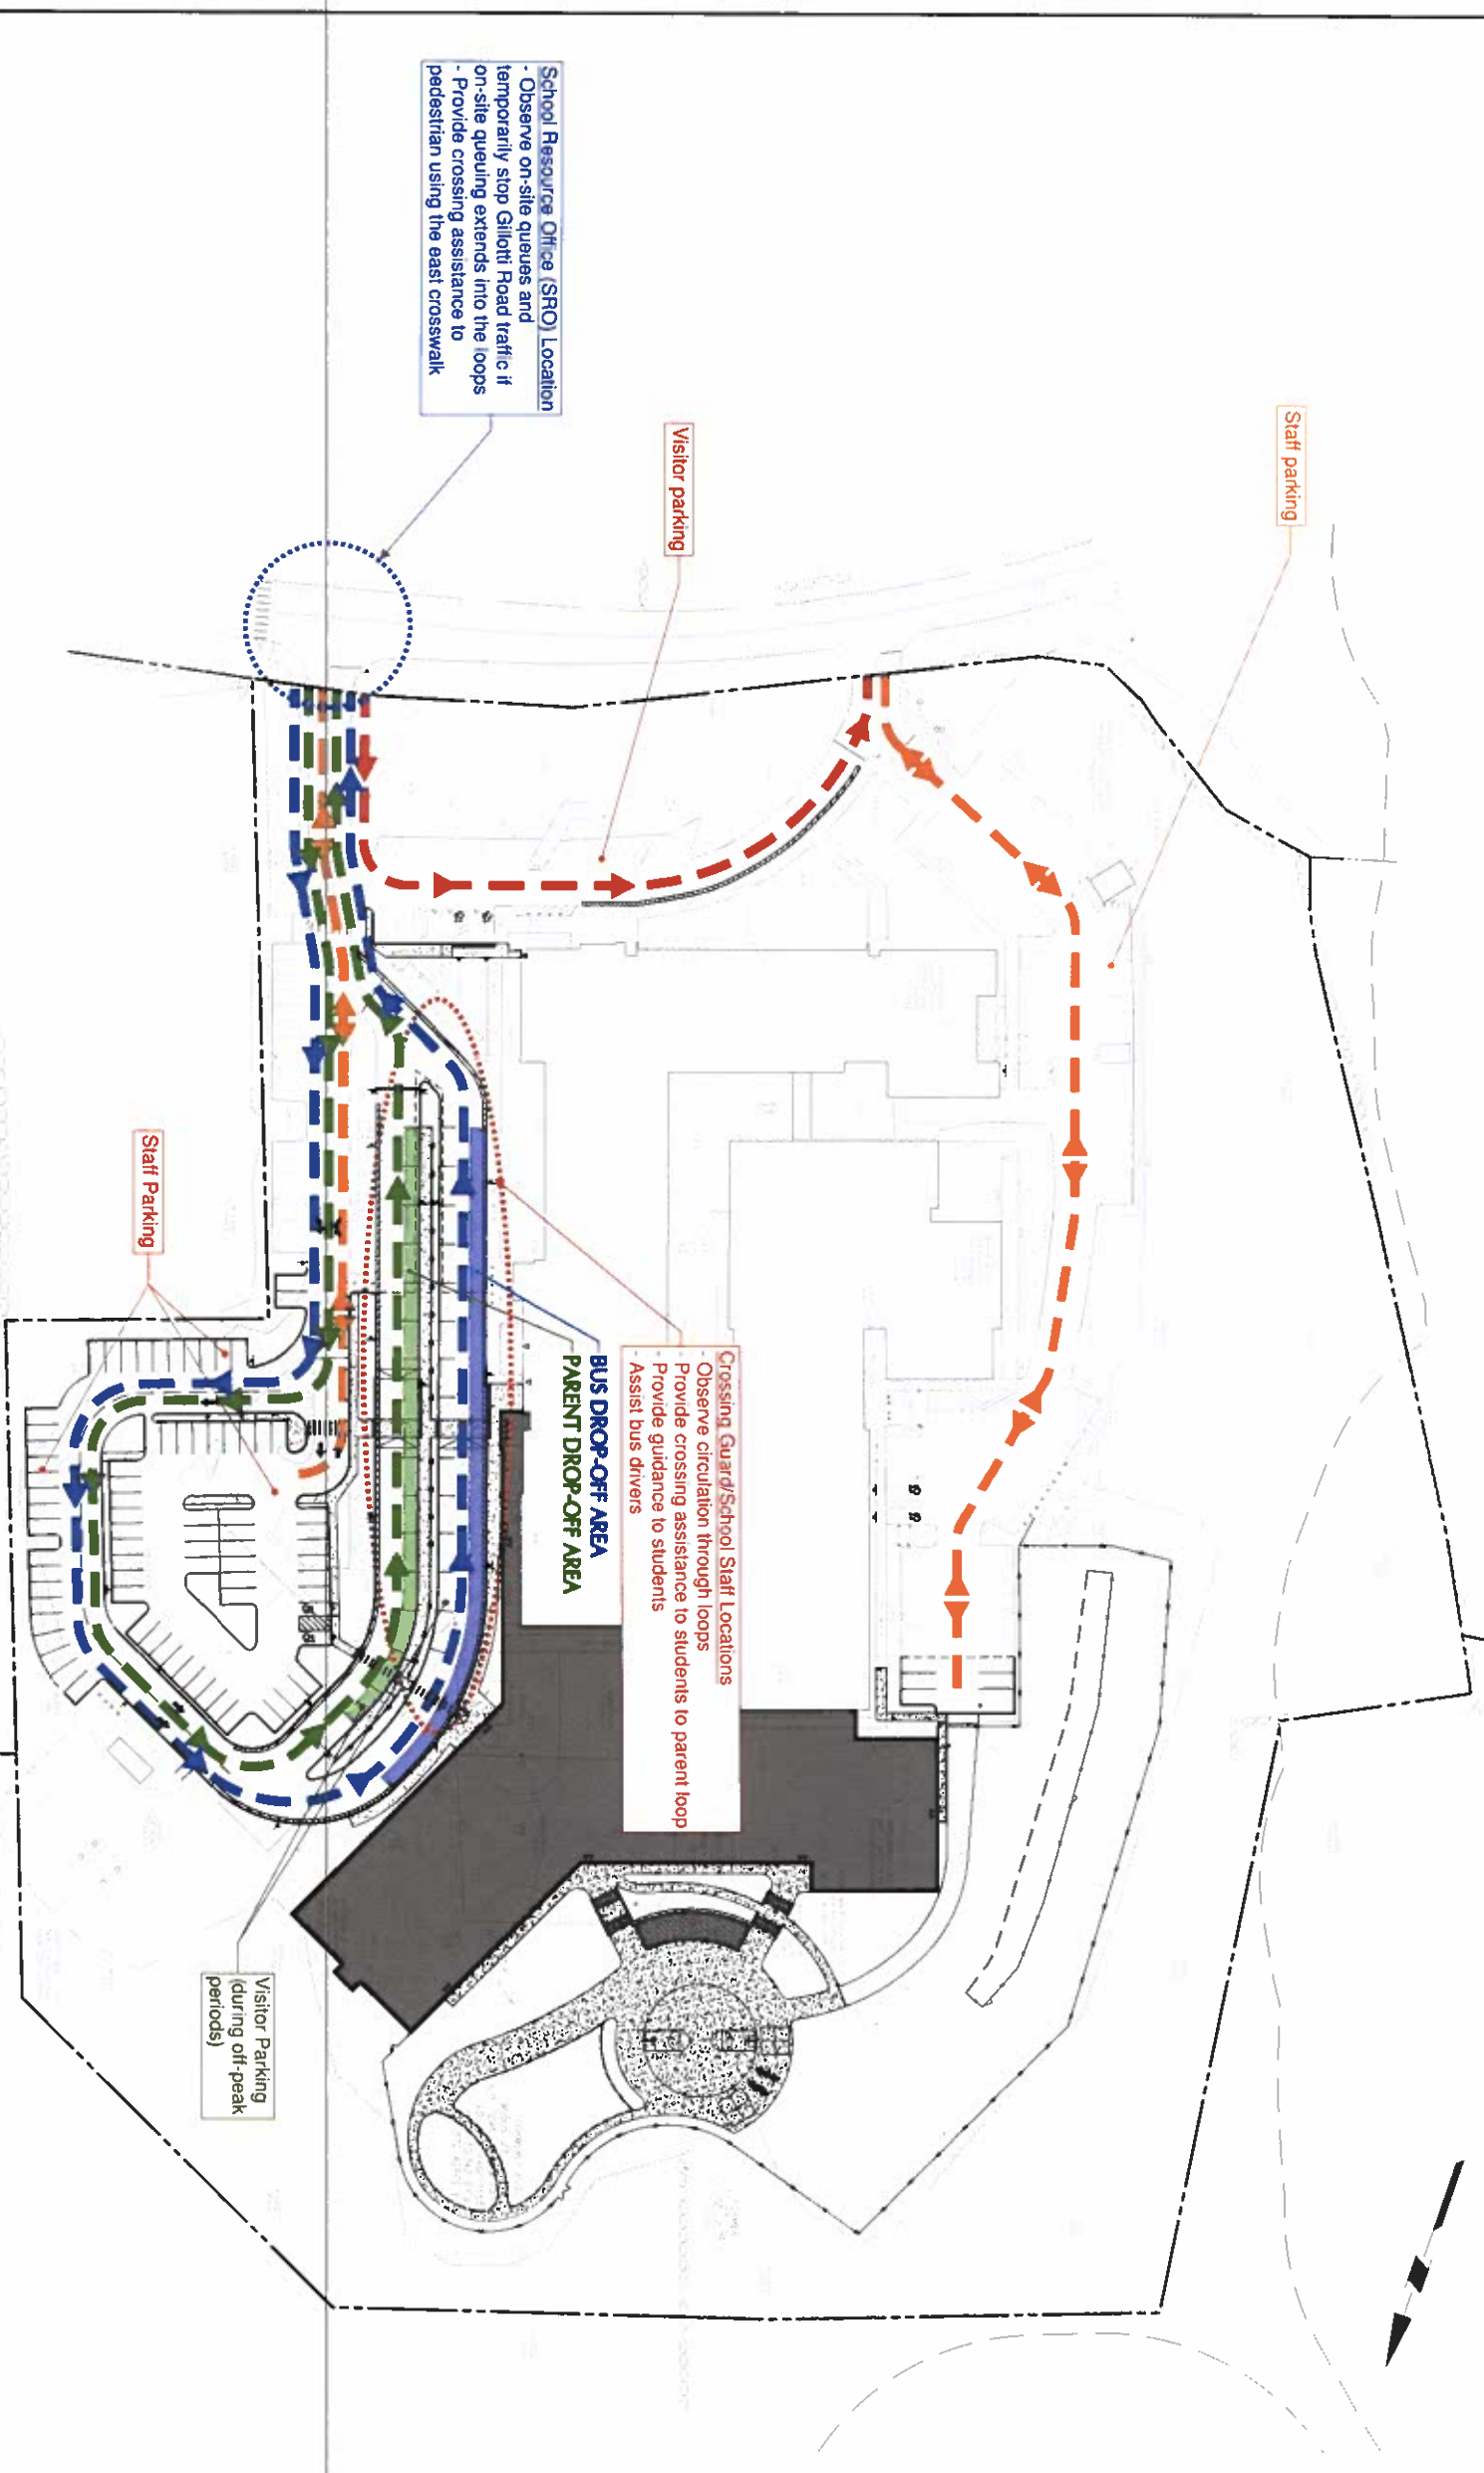 School Resource Office (SRO) Location
- Observe on-site queues and
temporarily stop Gillotti Road traffic if
on-site queuing extends into the loops
- Provide crossing assistance to
pedestrian using the east crosswalk
Visitor parking
Staff parking
Staff Parking
Crossing Guard/School Staff Locations
- Observe circulation through loops
- Provide crossing assistance to students to parent loop
- Provide guidance to students
- Assist bus drivers
BUS DROP-OFF AREA
PARENT DROP-OFF AREA
Visitor Parking
(during off-peak
periods)